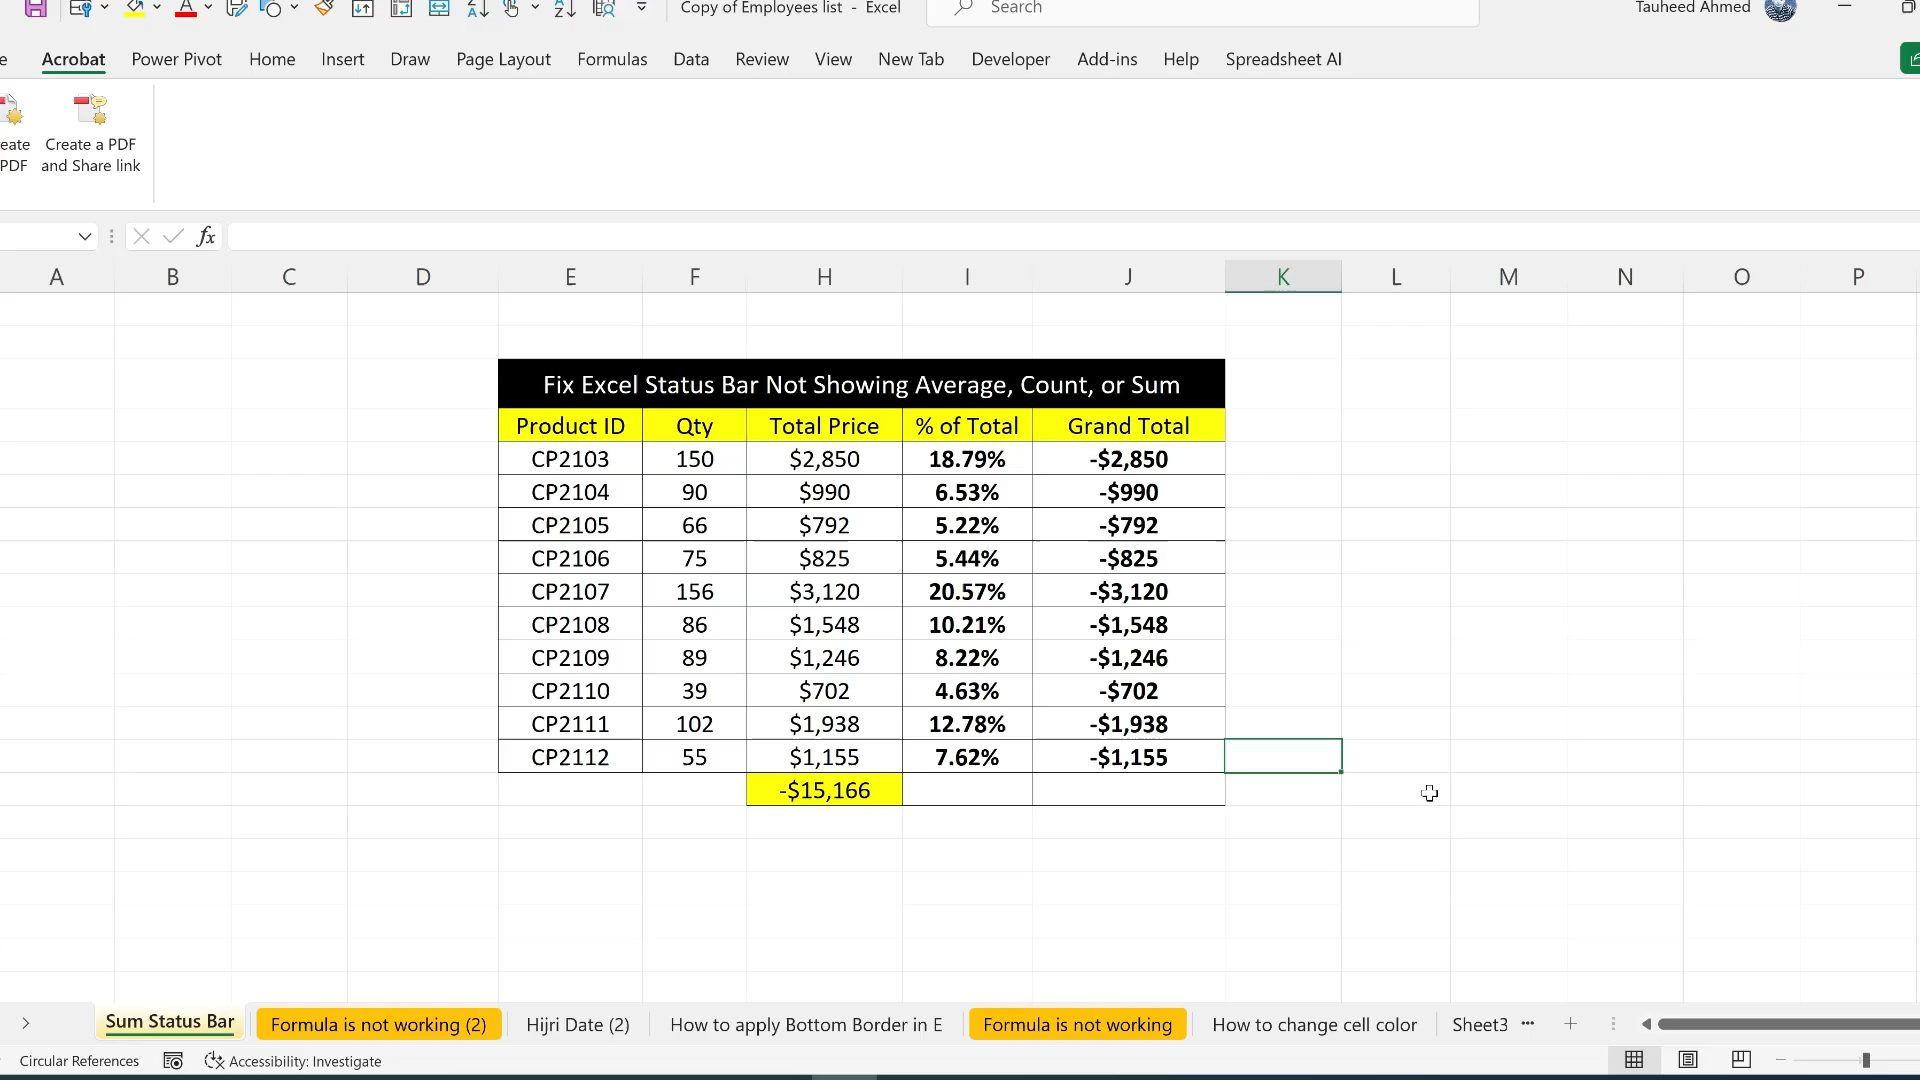 Copy of Employees list - Excel
Search
Tauheed Ahmed
e Acrobat Power Pivot Home Insert Draw Page Layout Formulas Data Review View New Tab Developer Add-ins Help Spreadsheet AI
eate Create a PDF
PDF and Share link
fx
A B C D E F H I J K L M N O P
Fix Excel Status Bar Not Showing Average, Count, or Sum
Product ID Qty Total Price % of Total Grand Total
CP2103 150 $2,850 18.79% -$2,850
CP2104 90 $990 6.53% -$990
CP2105 66 $792 5.22% -$792
CP2106 75 $825 5.44% -$825
CP2107 156 $3,120 20.57% -$3,120
CP2108 86 $1,548 10.21% -$1,548
CP2109 89 $1,246 8.22% -$1,246
CP2110 39 $702 4.63% -$702
CP2111 102 $1,938 12.78% -$1,938
CP2112 55 $1,155 7.62% -$1,155
-$15,166
Sum Status Bar Formula is not working (2) Hijri Date (2) How to apply Bottom Border in E Formula is not working How to change cell color Sheet3 ···
Circular References Accessibility: Investigate